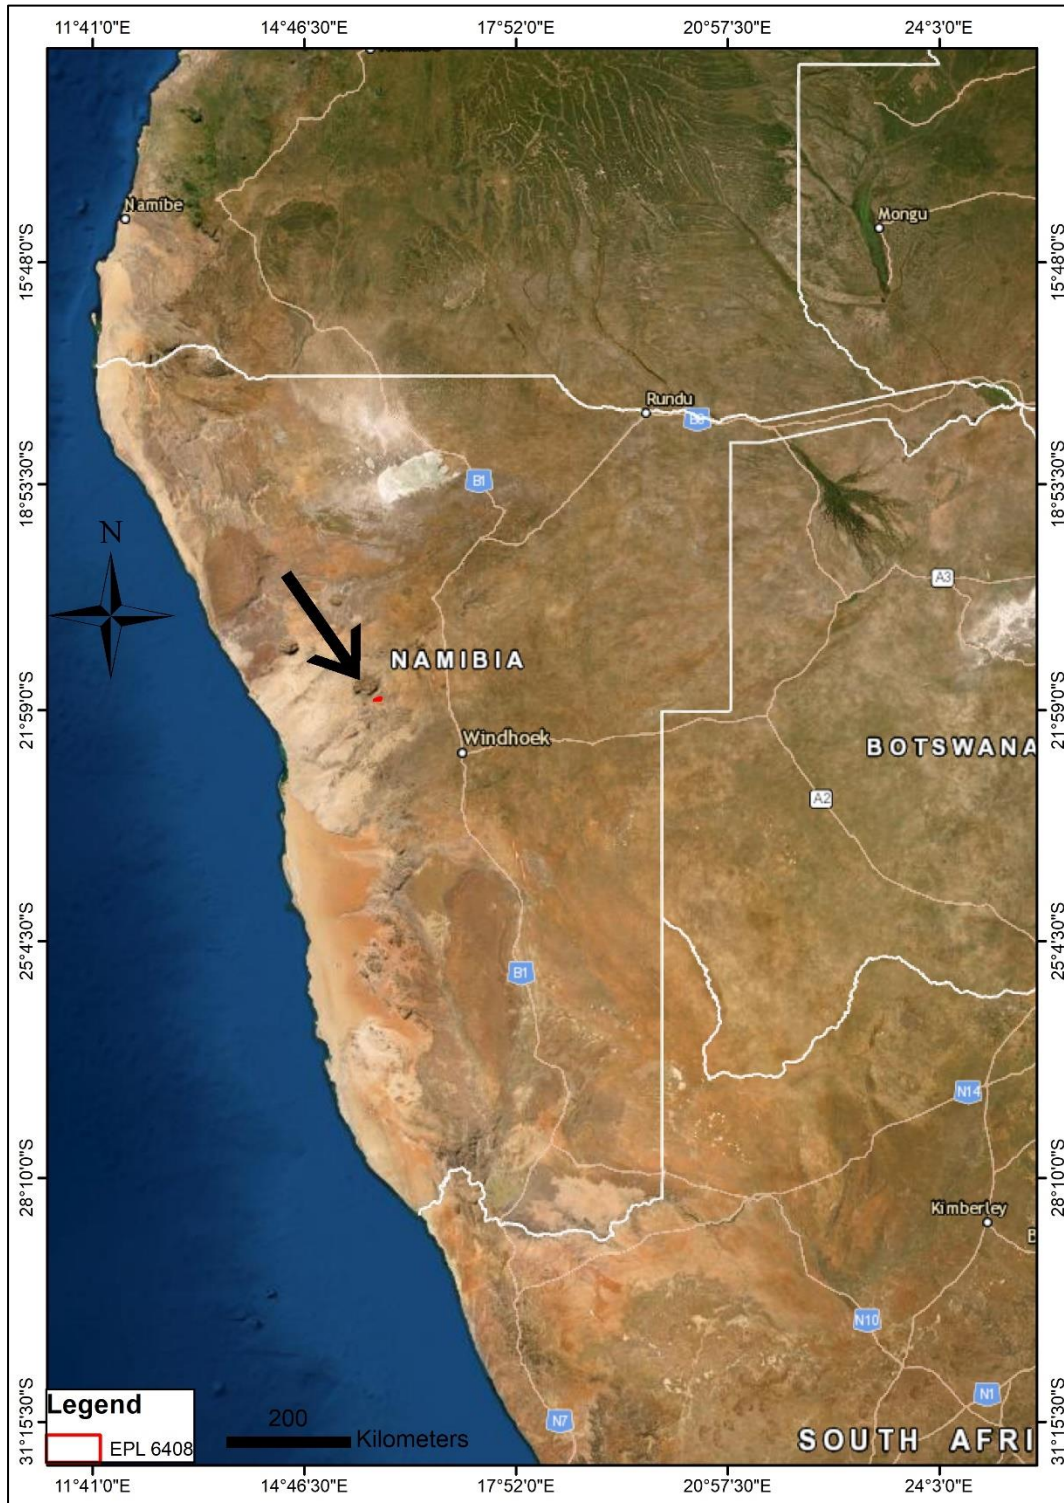 11°41'0"E 14°46'30"E 17°52'0"E 20°57'30"E 24°3'0"E
Namibe
Mongu
15°48'0"S 15°48'0"S
Rundu
B8
B1
18°53'30"S 18°53'30"S
N
A3
NAMIBIA
21°59'0"S 21°59'0"S
Windhoek
BOTSWANA
A2
25°4'30"S 25°4'30"S
B1
N14
28°10'0"S 28°10'0"S
Kimberley
B
N10
N1
Legend
EPL 6408
200
Kilometers
N7
SOUTH AFRI
31°15'30"S 31°15'30"S
11°41'0"E 14°46'30"E 17°52'0"E 20°57'30"E 24°3'0"E